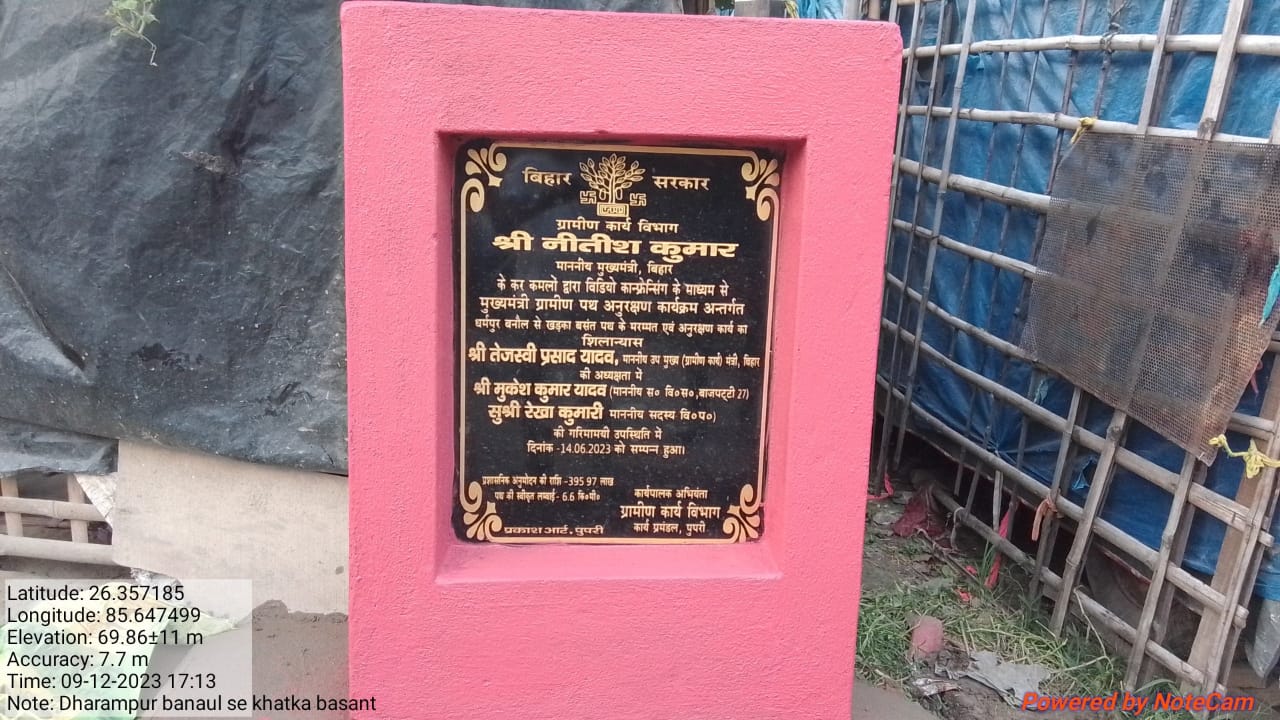 बिहार सरकार
ग्रामीण कार्य विभाग
श्री नीतीश कुमार
माननीय मुख्यमंत्री, बिहार
के कर कमलों द्वारा विडियो कान्फ्रेन्सिंग के माध्यम से
मुख्यमंत्री ग्रामीण पथ अनुरक्षण कार्यक्रम अन्तर्गत
धर्मपुर बनौल से खड़का बसंत पथ के मरम्मत एवं अनुरक्षण कार्य का
शिलान्यास
श्री तेजस्वी प्रसाद यादव, माननीय उप मुख्य (ग्रामीण कार्य) मंत्री, बिहार
की अध्यक्षता में
श्री मुकेश कुमार यादव (माननीय स० वि०स०,बाजपट्टी 27)
सुश्री रेखा कुमारी माननीय सदस्य वि०प०)
की गरिमामयी उपस्थिति में
दिनांक -14.06.2023 को सम्पन्न हुआ।
प्रशासनिक अनुमोदन की राशि -395 97 लाख
पथ की स्वीकृत लम्बाई- 6.6 कि०मी०
कार्यपालक अभियंता
ग्रामीण कार्य विभाग
कार्य प्रमंडल, पुपरी
प्रकाश आर्ट, पुपरी
Latitude: 26.357185
Longitude: 85.647499
Elevation: 69.86±11 m
Accuracy: 7.7 m
Time: 09-12-2023 17:13
Note: Dharampur banaul se khatka basant
Powered by NoteCam